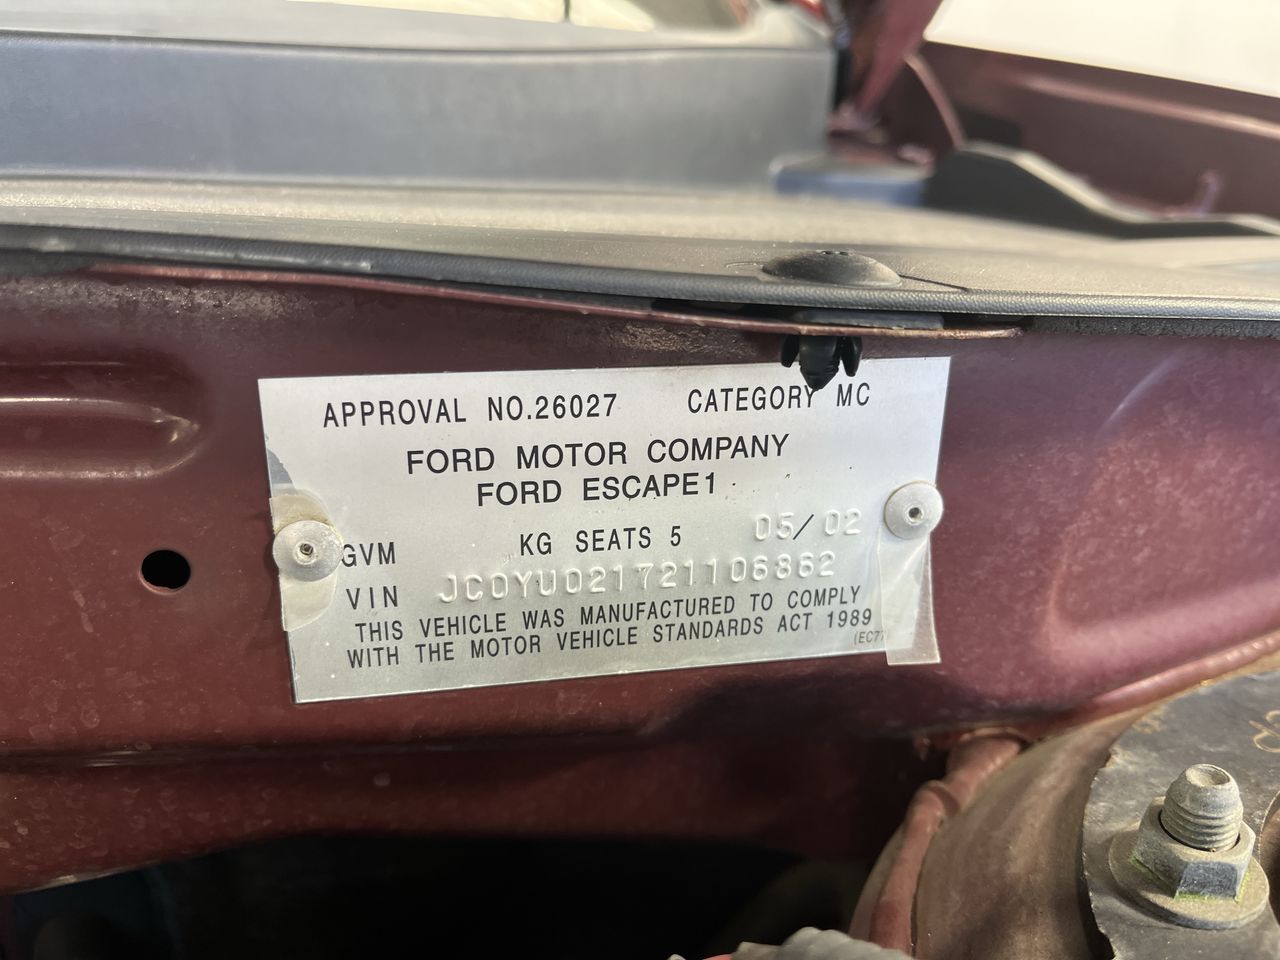 APPROVAL NO.26027 CATEGORY MC
FORD MOTOR COMPANY
FORD ESCAPE1
GVM KG SEATS 5 05/02
VIN JC0YU021721106862
THIS VEHICLE WAS MANUFACTURED TO COMPLY
WITH THE MOTOR VEHICLE STANDARDS ACT 1989